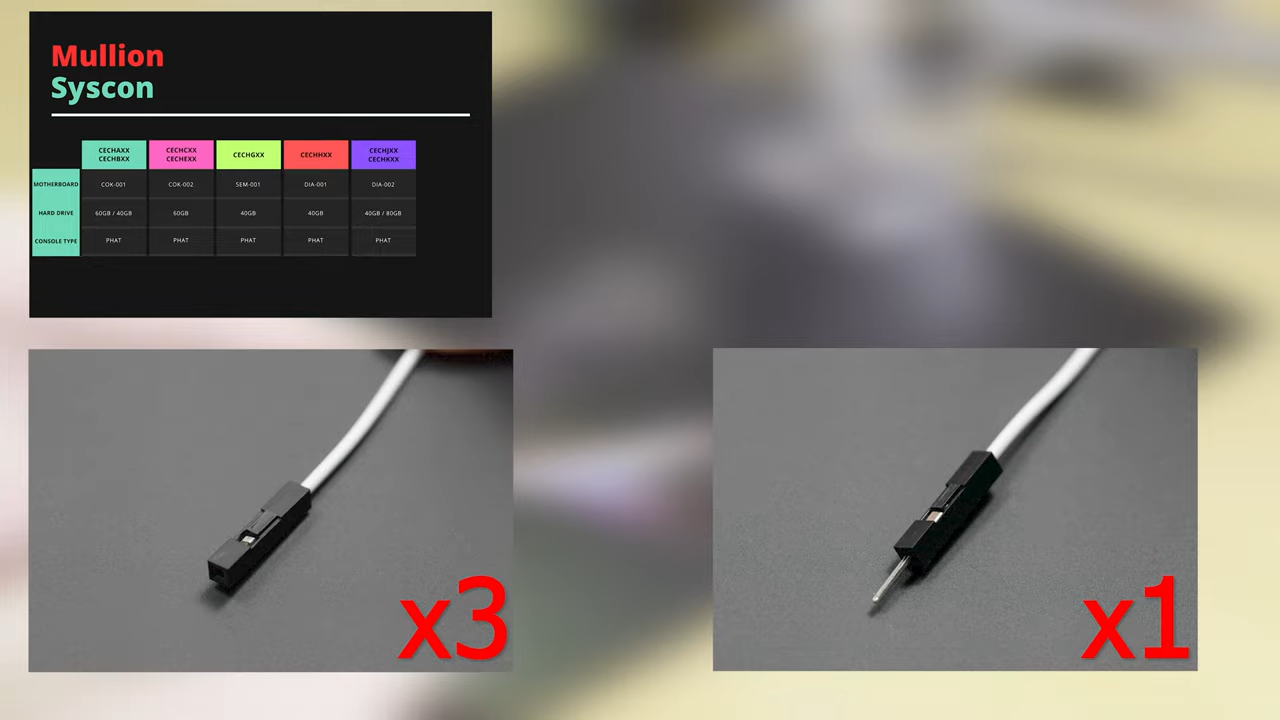 Mullion
Syscon
CECHAXX
CECHBXX
CECHCXX
CECHEXX
CECHGXX
CECHHXX
CECHJXX
CECHKXX
MOTHERBOARD
COK-001
COK-002
SEM-001
DIA-001
DIA-002
HARD DRIVE
60GB / 40GB
60GB
40GB
40GB
40GB / 80GB
CONSOLE TYPE
PHAT
PHAT
PHAT
PHAT
PHAT
x3
x1